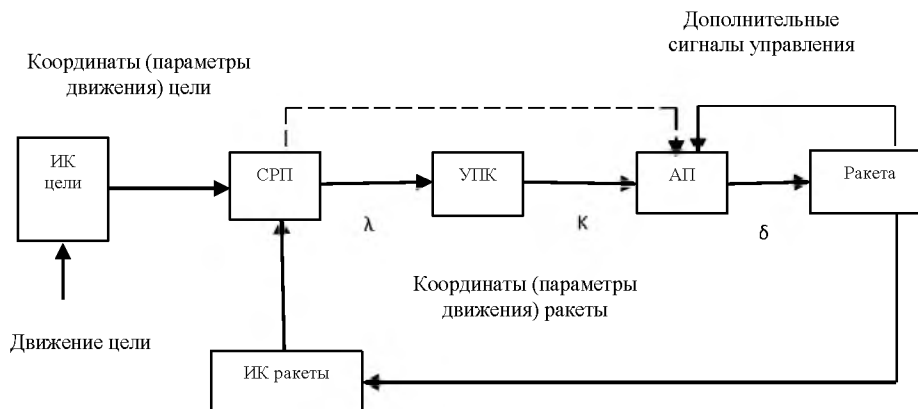 Дополнительные
сигналы управления
Координаты (параметры
движения) цели
ИК
цели
СРП
УПК
АП
Ракета
λ
К
δ
Координаты (параметры
движения) ракеты
Движение цели
ИК ракеты